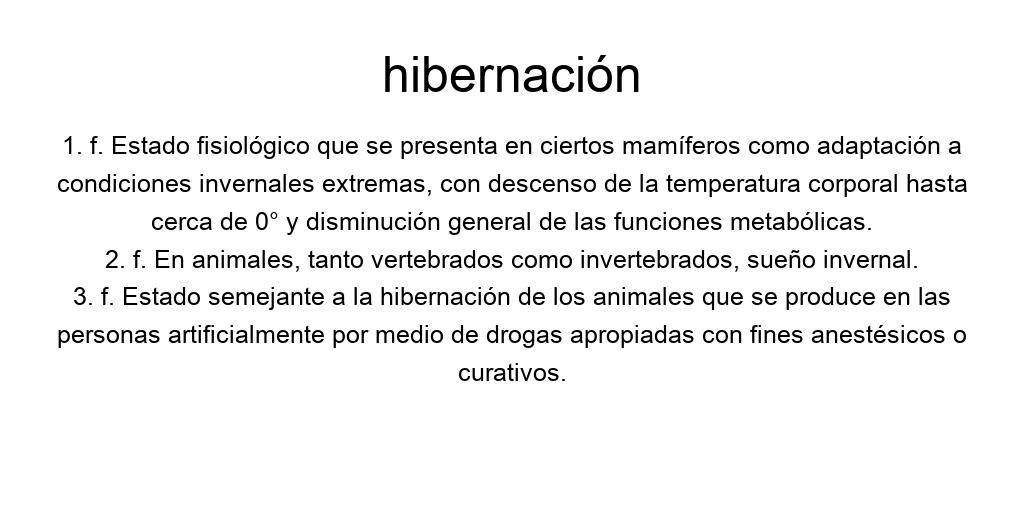 hibernación
1. f. Estado fisiológico que se presenta en ciertos mamíferos como adaptación a
condiciones invernales extremas, con descenso de la temperatura corporal hasta
cerca de 0° y disminución general de las funciones metabólicas.
2. f. En animales, tanto vertebrados como invertebrados, sueño invernal.
3. f. Estado semejante a la hibernación de los animales que se produce en las
personas artificialmente por medio de drogas apropiadas con fines anestésicos o
curativos.